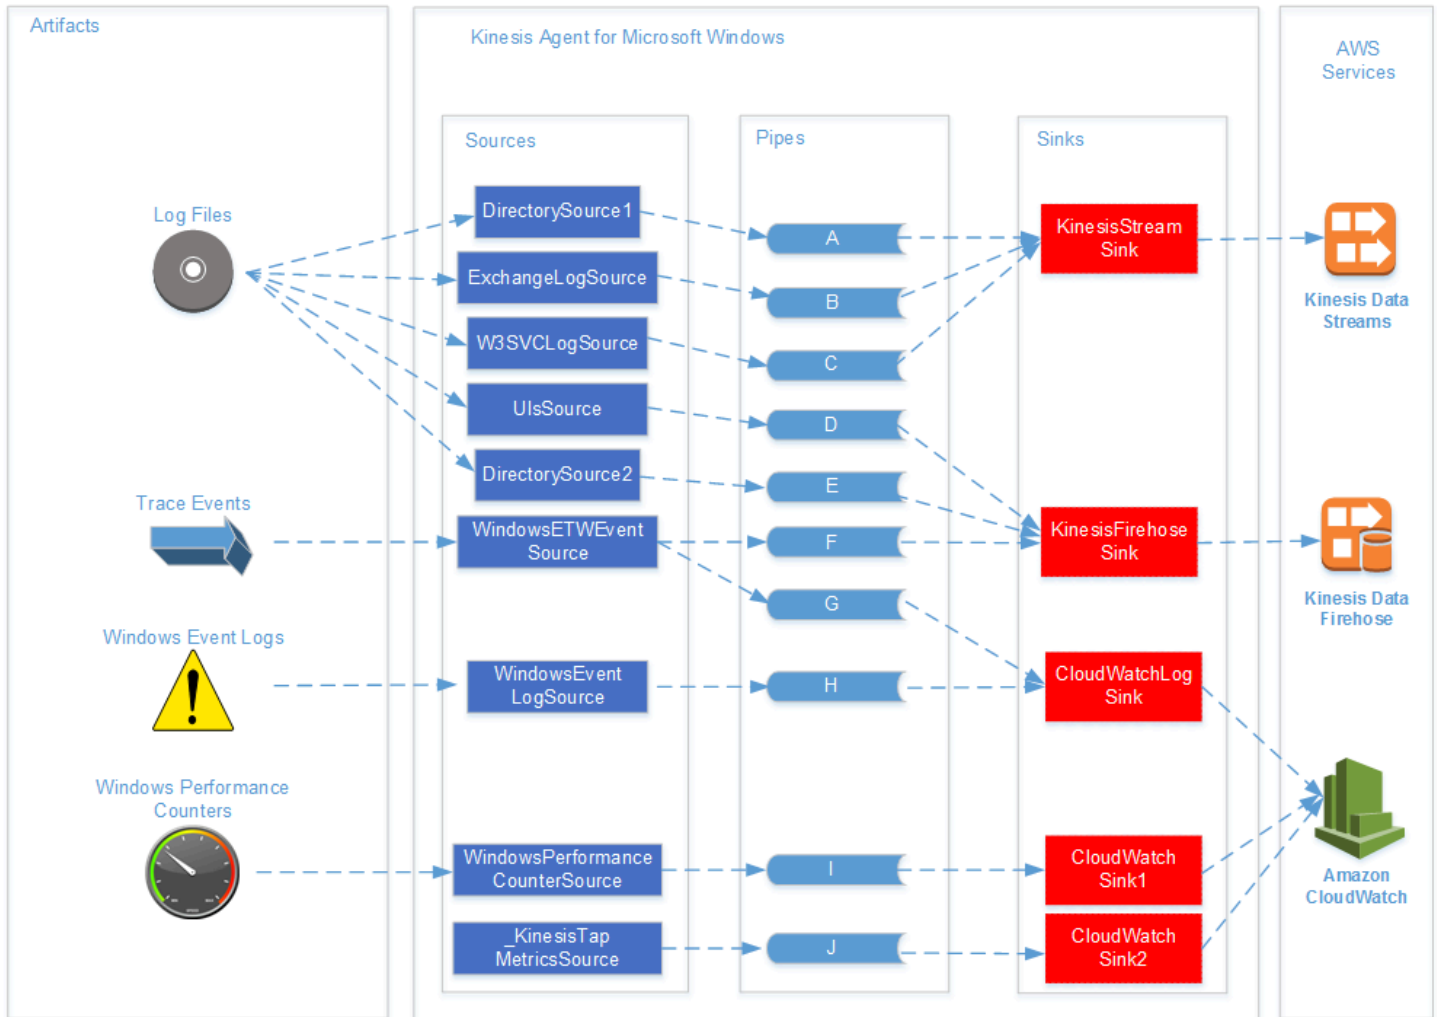 Artifacts
Kinesis Agent for Microsoft Windows
AWS
Services
Sources
Pipes
Sinks
Log Files
DirectorySource1
ExchangeLogSource
W3SVCLogSource
UlsSource
DirectorySource2
A
B
C
D
E
KinesisStream
Sink
Kinesis Data
Streams
Trace Events
WindowsETWEvent
Source
F
G
KinesisFirehose
Sink
Kinesis Data
Firehose
Windows Event Logs
WindowsEvent
LogSource
H
CloudWatchLog
Sink
Windows Performance
Counters
WindowsPerformance
CounterSource
I
CloudWatch
Sink1
Amazon
CloudWatch
_KinesisTap
MetricsSource
J
CloudWatch
Sink2